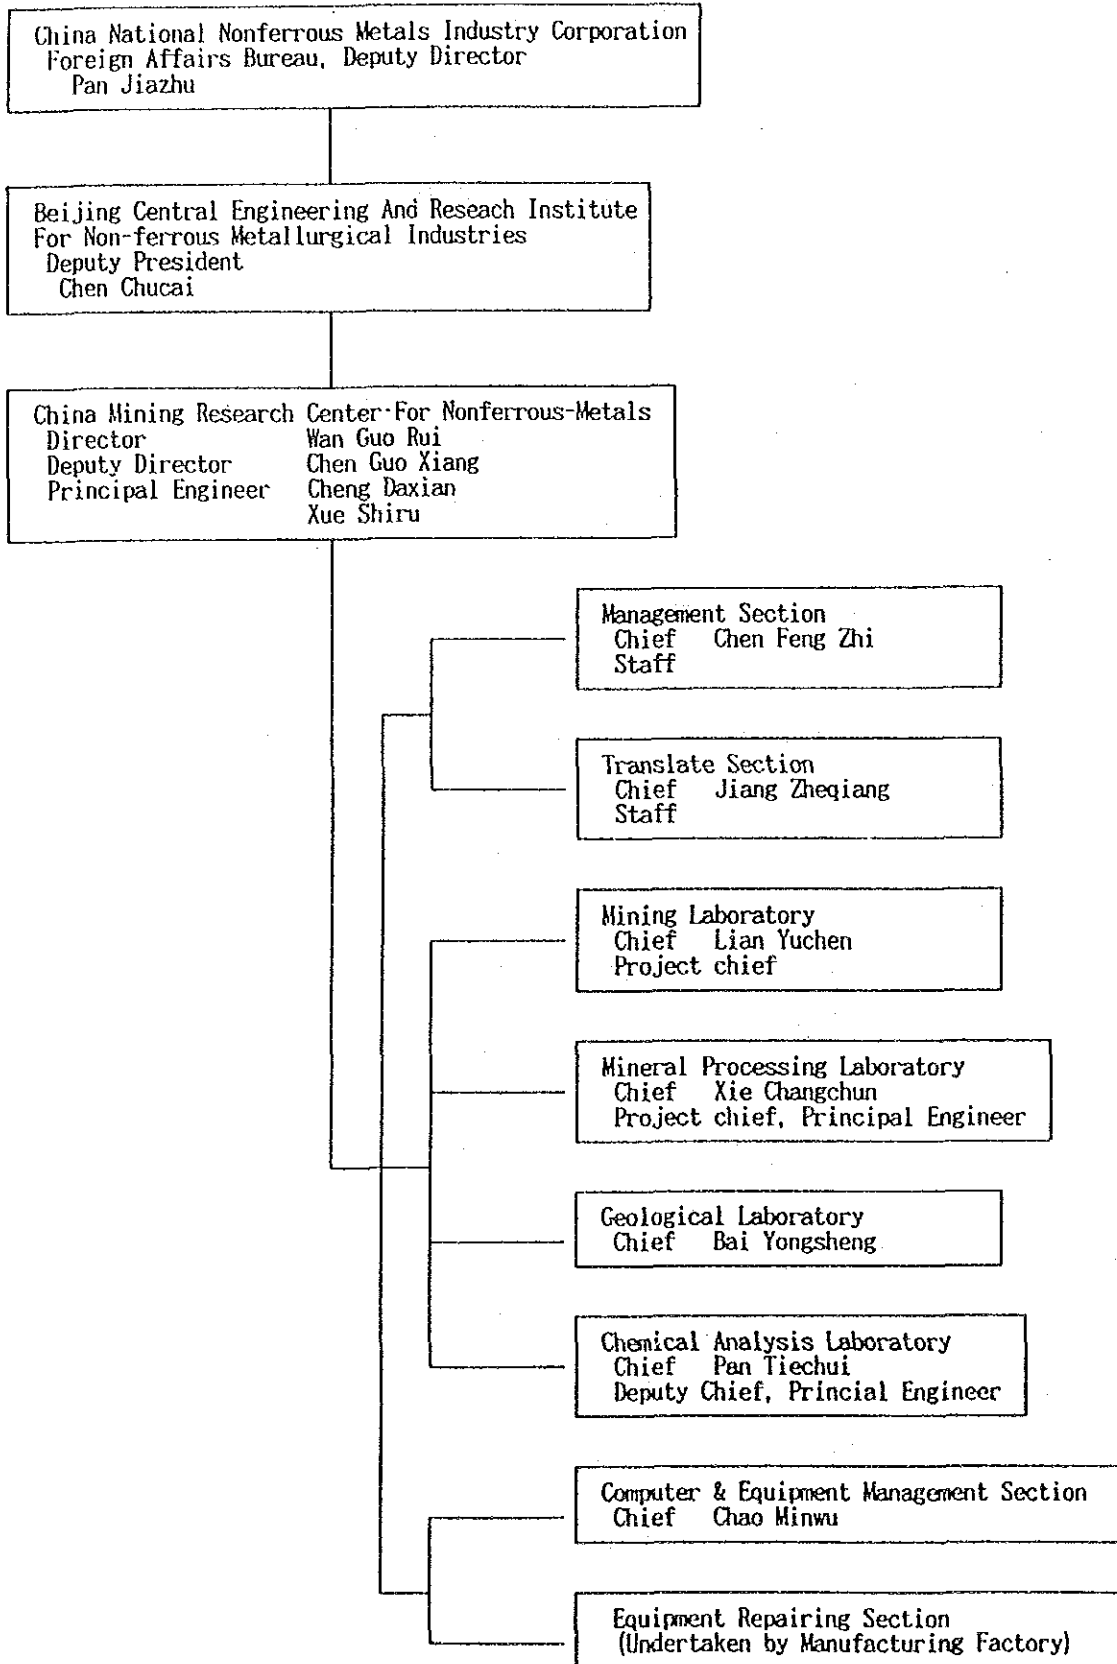 China National Nonferrous Metals Industry Corporation
Foreign Affairs Bureau, Deputy Director
Pan Jiazhu
Beijing Central Engineering And Reseach Institute
For Non-ferrous Metallurgical Industries
Deputy President
Chen Chucai
China Mining Research Center For Nonferrous-Metals
Director Wan Guo Rui
Deputy Director Chen Guo Xiang
Principal Engineer Cheng Daxian
Xue Shiru
Management Section
Chief Chen Feng Zhi
Staff
Translate Section
Chief Jiang Zheqiang
Staff
Mining Laboratory
Chief Lian Yuchen
Project chief
Mineral Processing Laboratory
Chief Xie Changchun
Project chief, Principal Engineer
Geological Laboratory
Chief Bai Yongsheng
Chemical Analysis Laboratory
Chief Pan Tiechui
Deputy Chief, Princial Engineer
Computer & Equipment Management Section
Chief Chao Minwu
Equipment Repairing Section
(Undertaken by Manufacturing Factory)